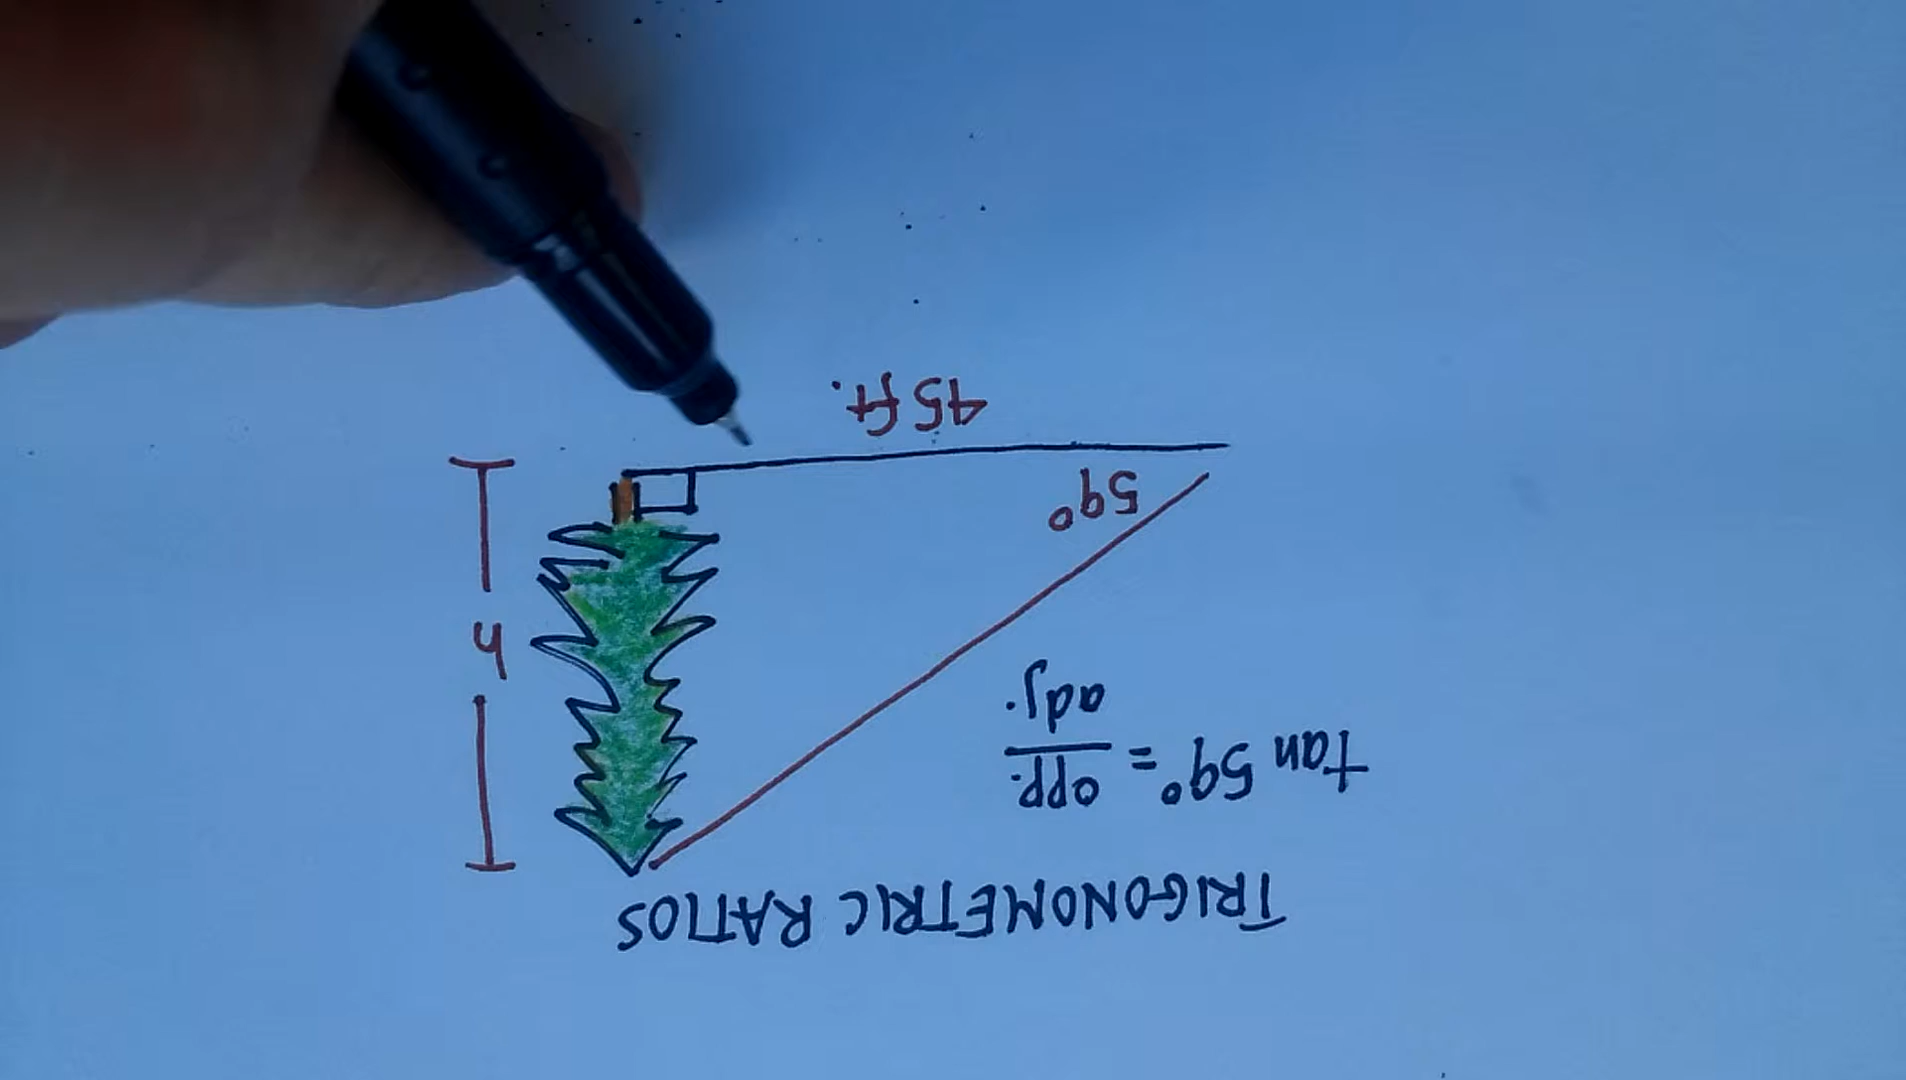 TRIGONOMETRIC RATIOS
tan 59° = opp.
adj.
h
59°
45 ft.